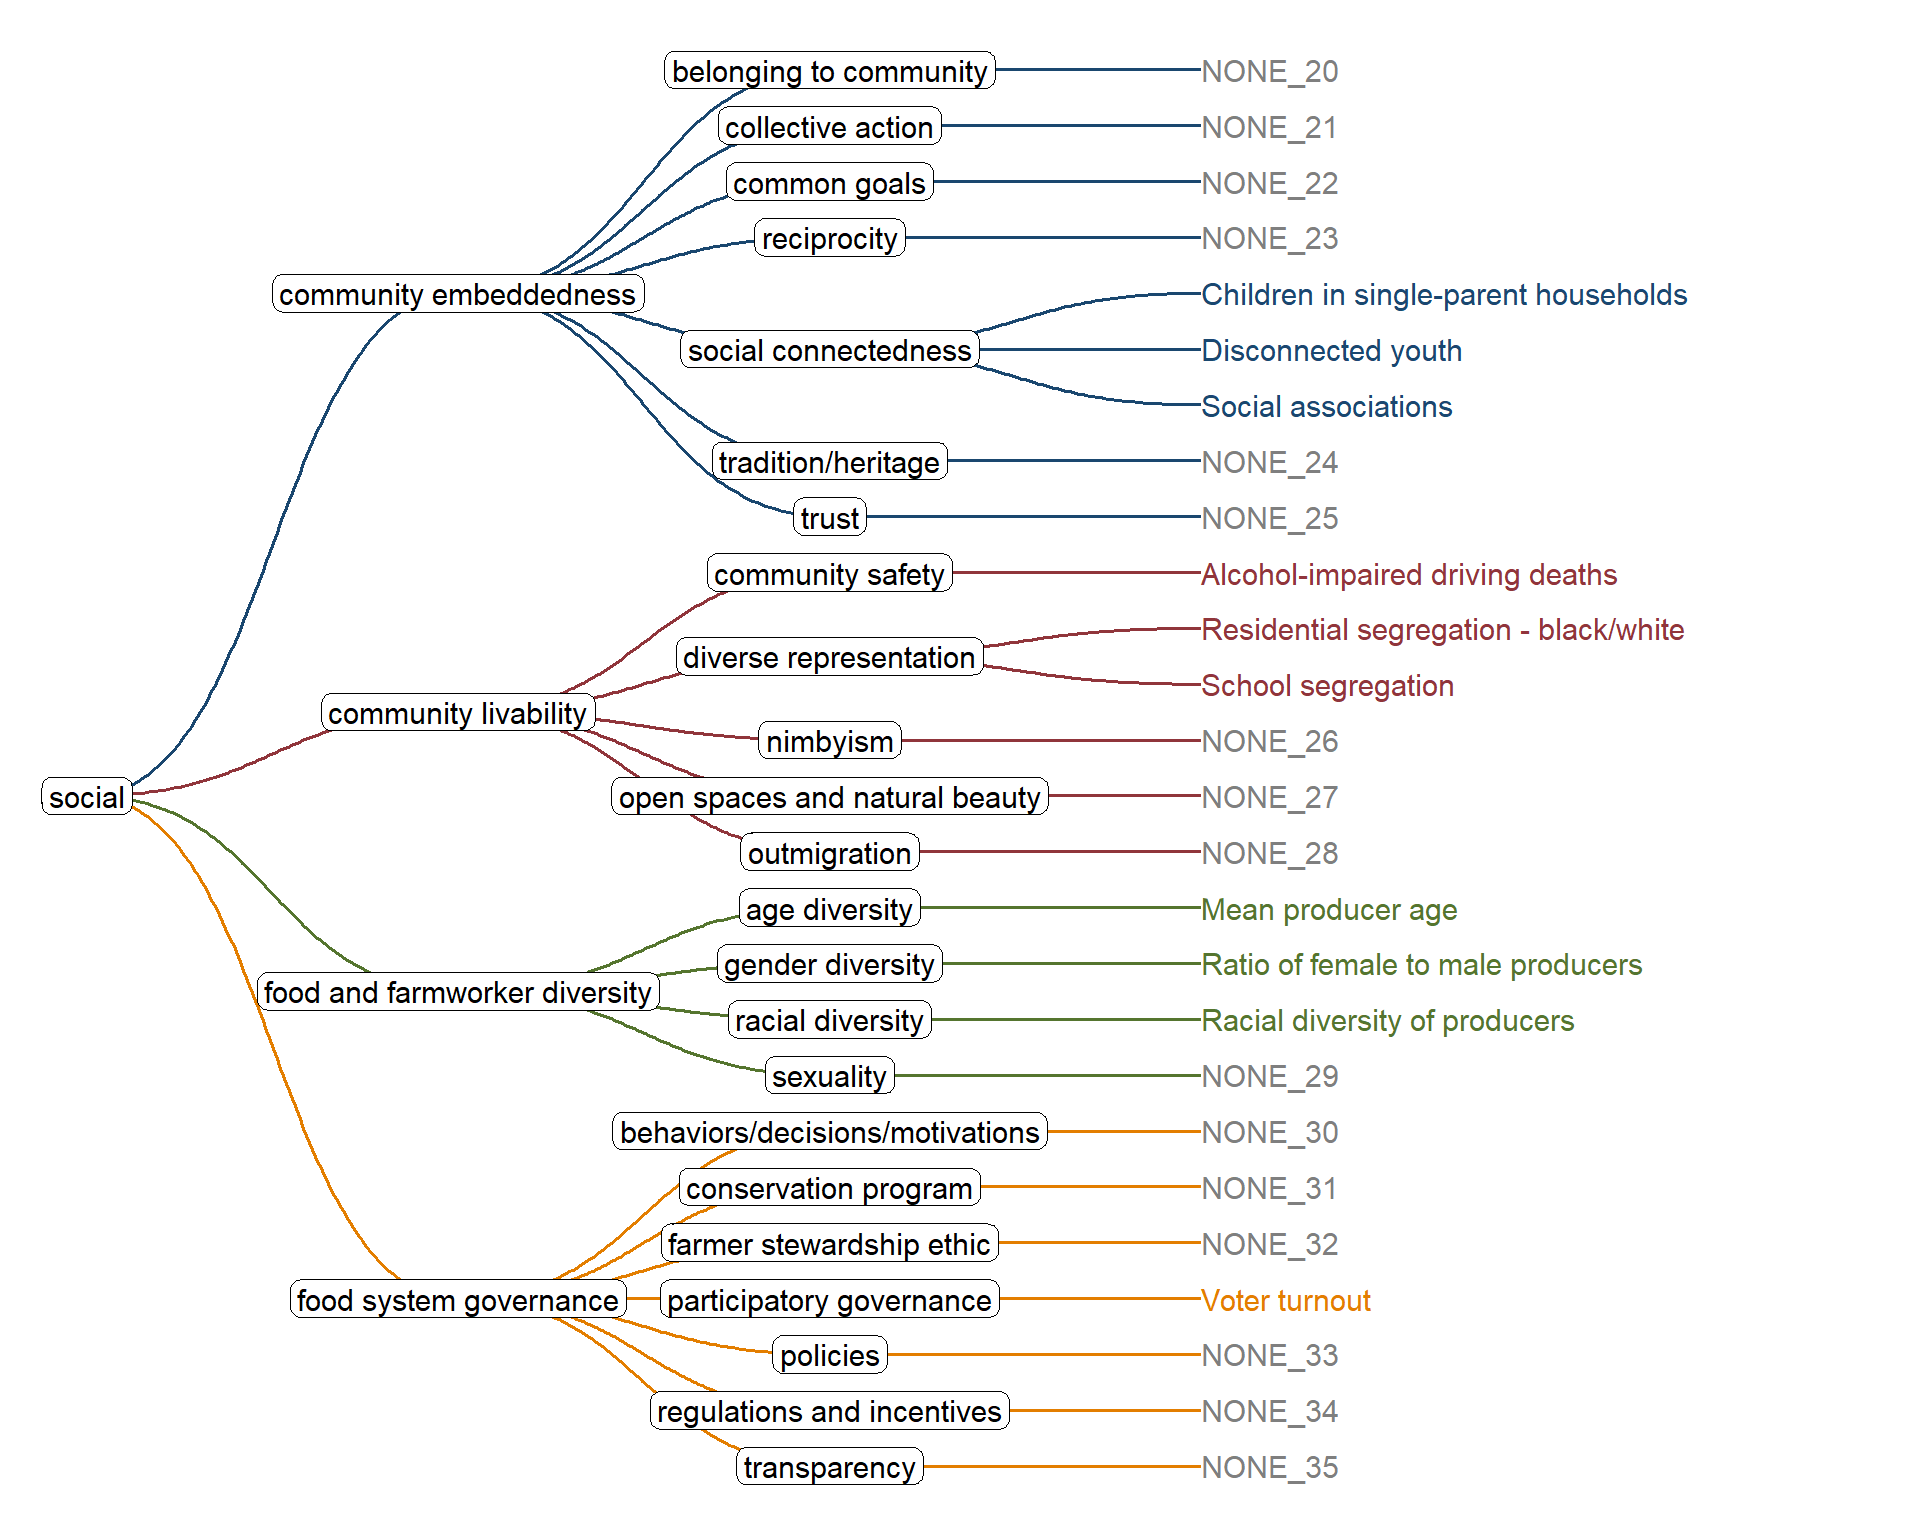 social
community embeddedness
belonging to community
NONE_20
collective action
NONE_21
common goals
NONE_22
reciprocity
NONE_23
social connectedness
Children in single-parent households
Disconnected youth
Social associations
tradition/heritage
NONE_24
trust
NONE_25
community livability
community safety
Alcohol-impaired driving deaths
diverse representation
Residential segregation - black/white
School segregation
nimbyism
NONE_26
open spaces and natural beauty
NONE_27
outmigration
NONE_28
food and farmworker diversity
age diversity
Mean producer age
gender diversity
Ratio of female to male producers
racial diversity
Racial diversity of producers
sexuality
NONE_29
food system governance
behaviors/decisions/motivations
NONE_30
conservation program
NONE_31
farmer stewardship ethic
NONE_32
participatory governance
Voter turnout
policies
NONE_33
regulations and incentives
NONE_34
transparency
NONE_35